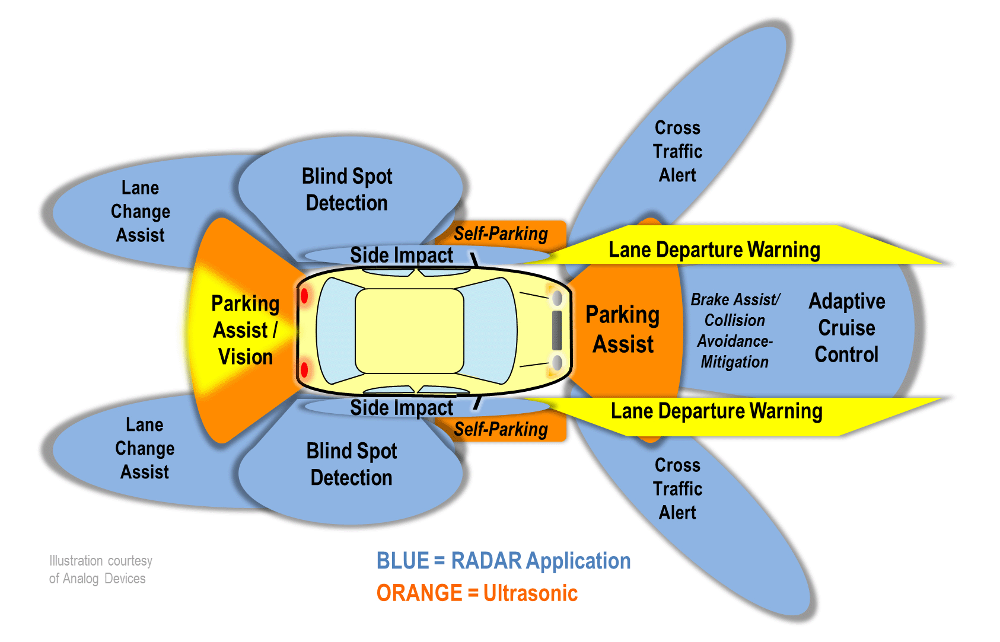 Cross
Traffic
Alert
Blind Spot
Detection
Lane
Change
Assist
Self-Parking
Side Impact
Lane Departure Warning
Parking
Assist /
Vision
Parking
Assist
Brake Assist/
Collision
Avoidance-
Mitigation
Adaptive
Cruise
Control
Side Impact
Lane Departure Warning
Self-Parking
Lane
Change
Assist
Blind Spot
Detection
Cross
Traffic
Alert
Illustration courtesy
of Analog Devices
BLUE = RADAR Application
ORANGE = Ultrasonic